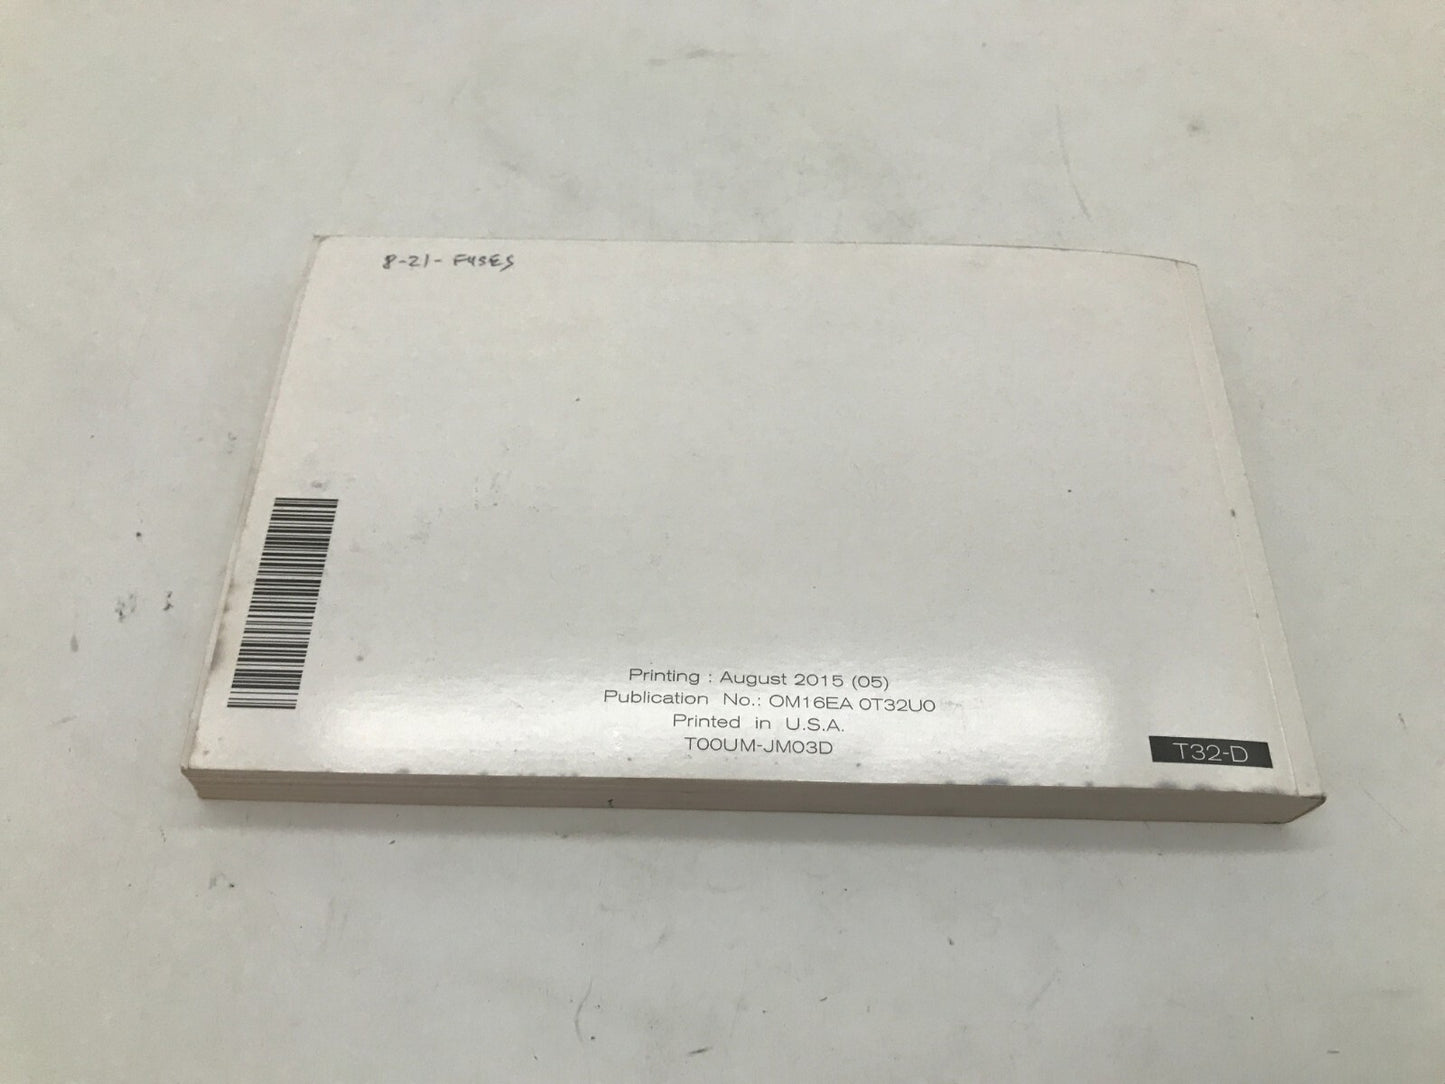 8-21- FUSES
Printing : August 2015 (05)
Publication No.: OM16EA 0T32U0
Printed in U.S.A.
T00UM-JM03D
T32-D